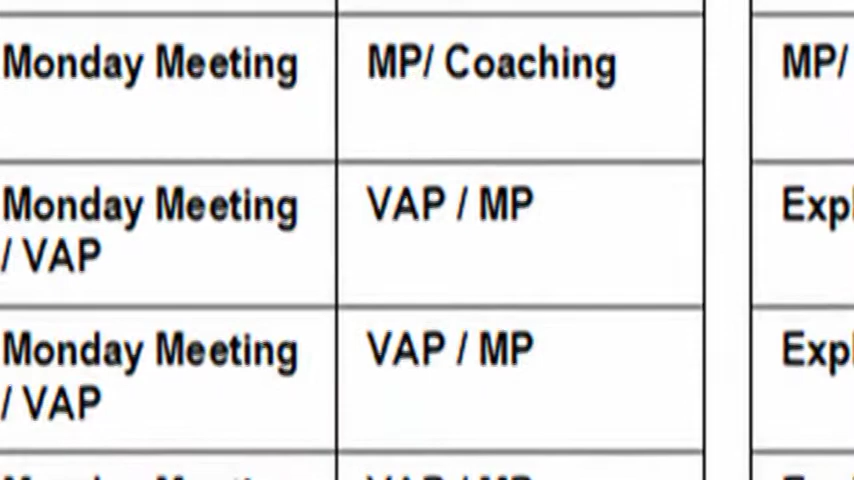 Monday Meeting
MP/ Coaching
MP/
Monday Meeting
/ VAP
VAP / MP
Monday Meeting
/ VAP
VAP / MP